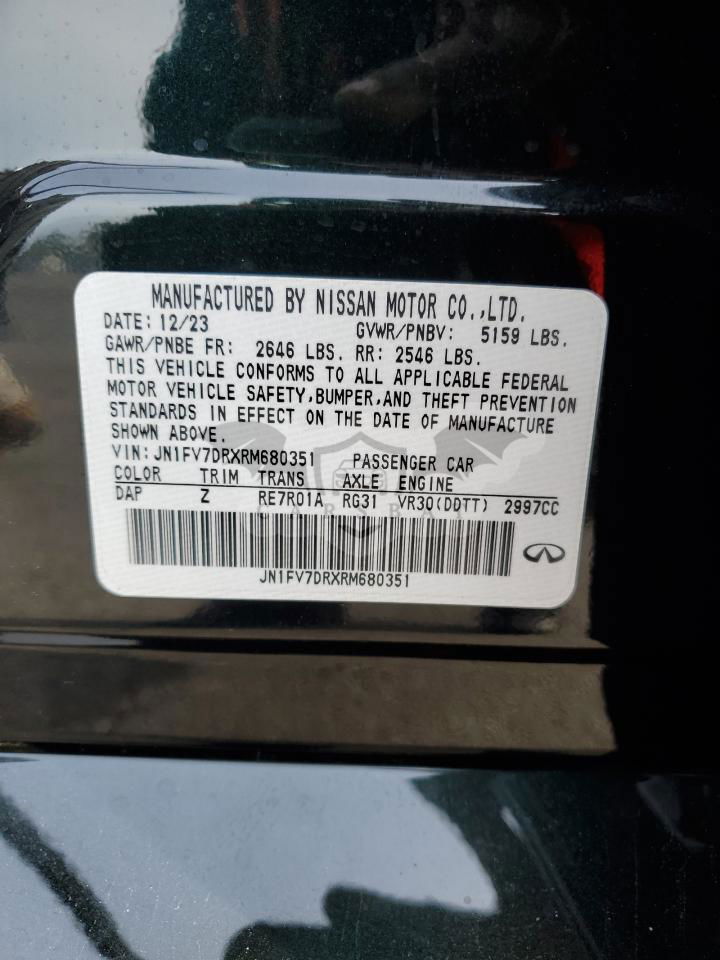 MANUFACTURED BY NISSAN MOTOR CO.,LTD.
DATE: 12/23 GVWR/PNBV: 5159 LBS.
GAWR/PNBE FR: 2646 LBS. RR: 2546 LBS.
THIS VEHICLE CONFORMS TO ALL APPLICABLE FEDERAL
MOTOR VEHICLE SAFETY,BUMPER,AND THEFT PREVENTION
STANDARDS IN EFFECT ON THE DATE OF MANUFACTURE
SHOWN ABOVE.
VIN: JN1FV7DRXRM680351 PASSENGER CAR
COLOR TRIM TRANS AXLE ENGINE
DAP Z RE7R01A RG31 VR30(DDTT) 2997CC
JN1FV7DRXRM680351